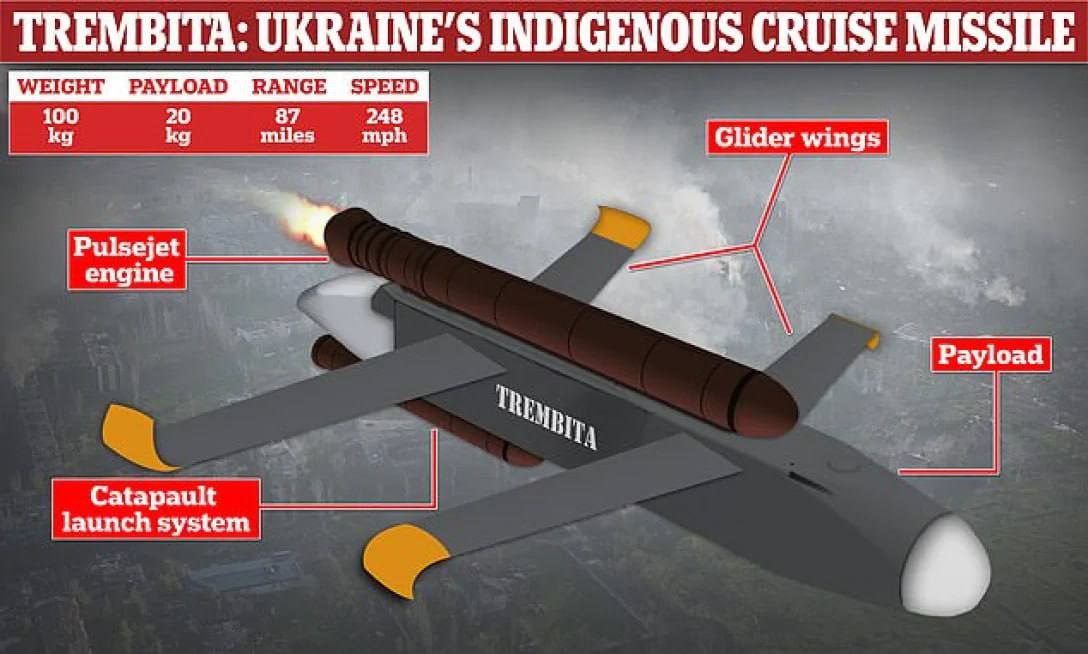 TREMBITA: UKRAINE'S INDIGENOUS CRUISE MISSILE
WEIGHT PAYLOAD RANGE SPEED
100 20 87 248
kg kg miles mph
Glider wings
Pulsejet
engine
Payload
TREMBITA
Catapault
launch system